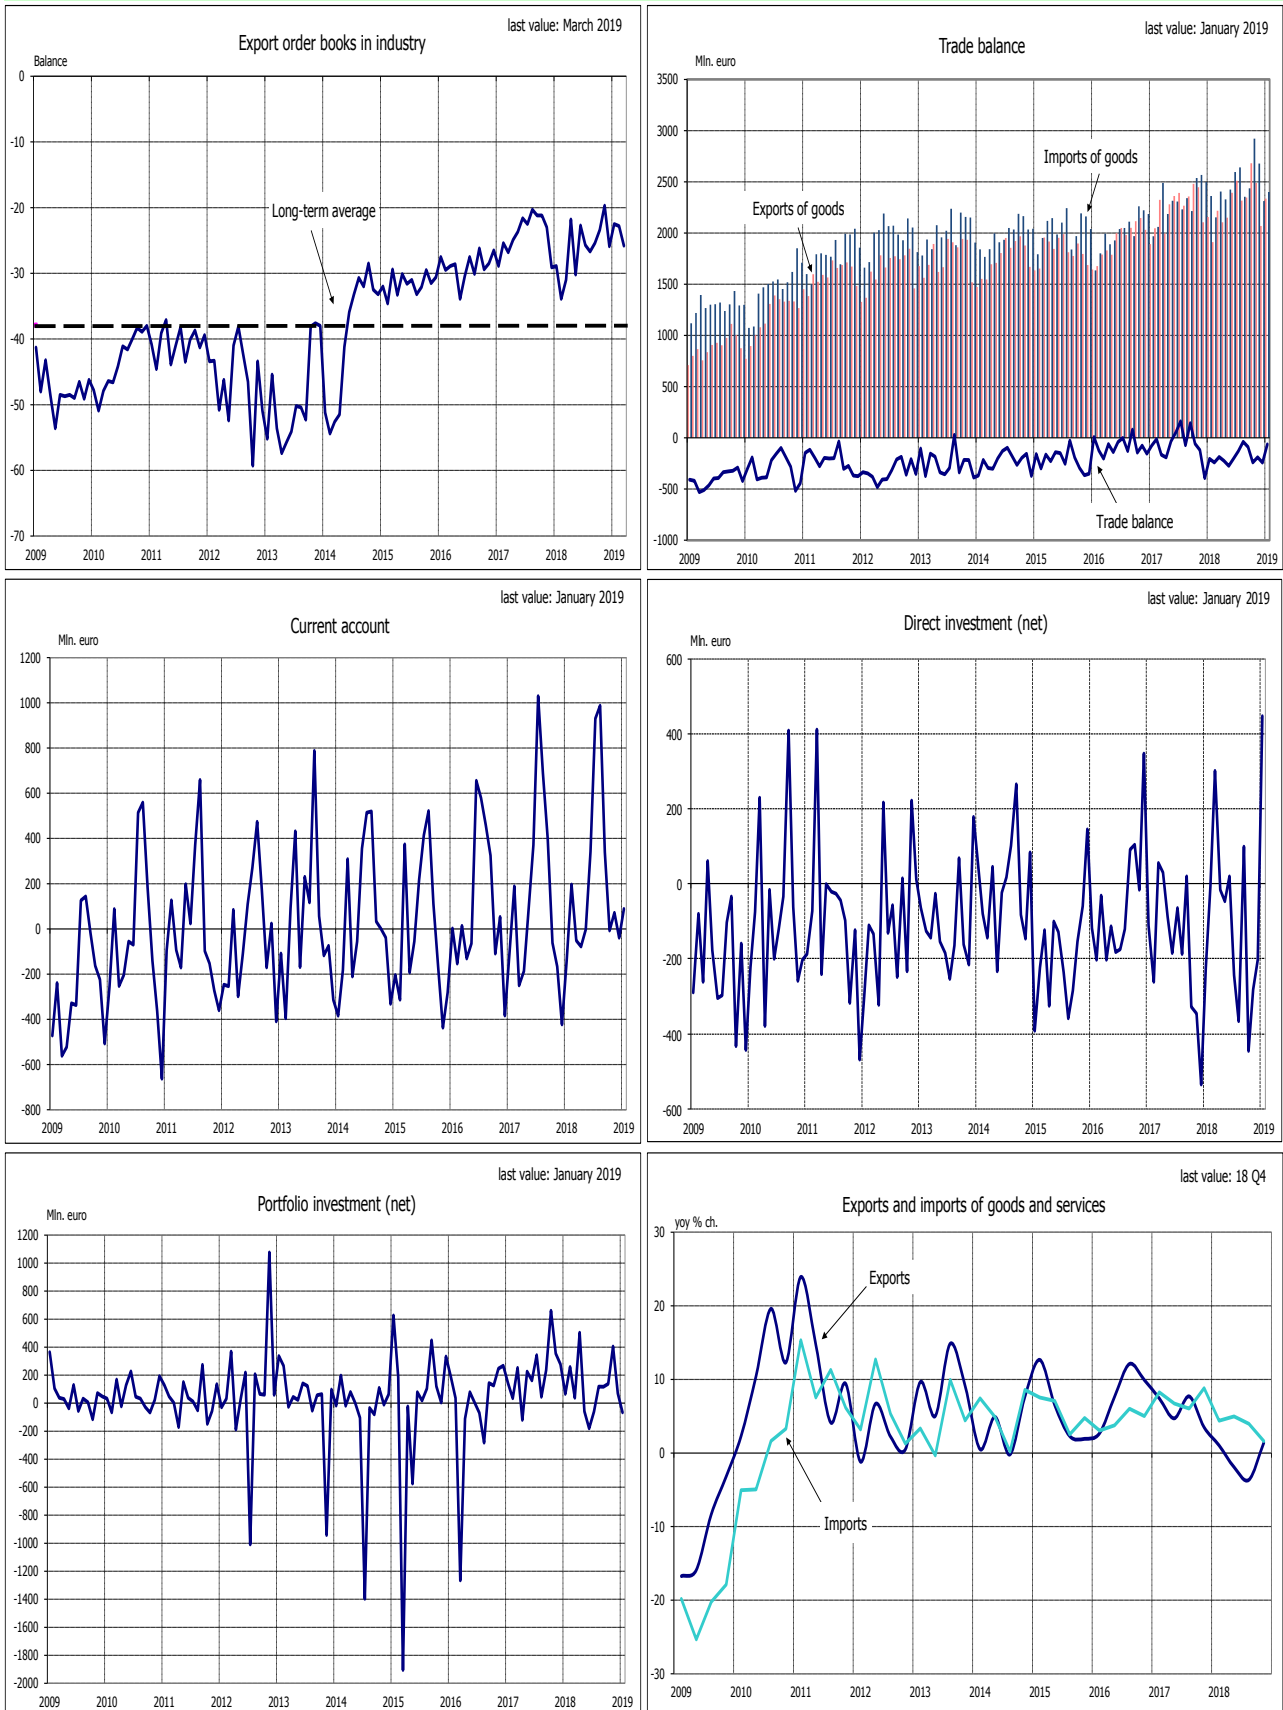 last value: March 2019
Export order books in industry
Balance
0
-10
-20
-30
-40
-50
-60
-70
Long-term average
2009 2010 2011 2012 2013 2014 2015 2016 2017 2018 2019
last value: January 2019
Trade balance
Mln. euro
3500
3000
2500
2000
1500
1000
500
0
-500
-1000
Imports of goods
Exports of goods
Trade balance
2009 2010 2011 2012 2013 2014 2015 2016 2017 2018 2019
last value: January 2019
Current account
Mln. euro
1200
1000
800
600
400
200
0
-200
-400
-600
-800
2009 2010 2011 2012 2013 2014 2015 2016 2017 2018 2019
last value: January 2019
Direct investment (net)
Mln. euro
600
400
200
0
-200
-400
-600
2009 2010 2011 2012 2013 2014 2015 2016 2017 2018 2019
last value: January 2019
Portfolio investment (net)
Mln. euro
1200
1000
800
600
400
200
0
-200
-400
-600
-800
-1000
-1200
-1400
-1600
-1800
-2000
2009 2010 2011 2012 2013 2014 2015 2016 2017 2018 2019
last value: 18 Q4
Exports and imports of goods and services
yoy % ch.
30
20
10
0
-10
-20
-30
Exports
Imports
2009 2010 2011 2012 2013 2014 2015 2016 2017 2018